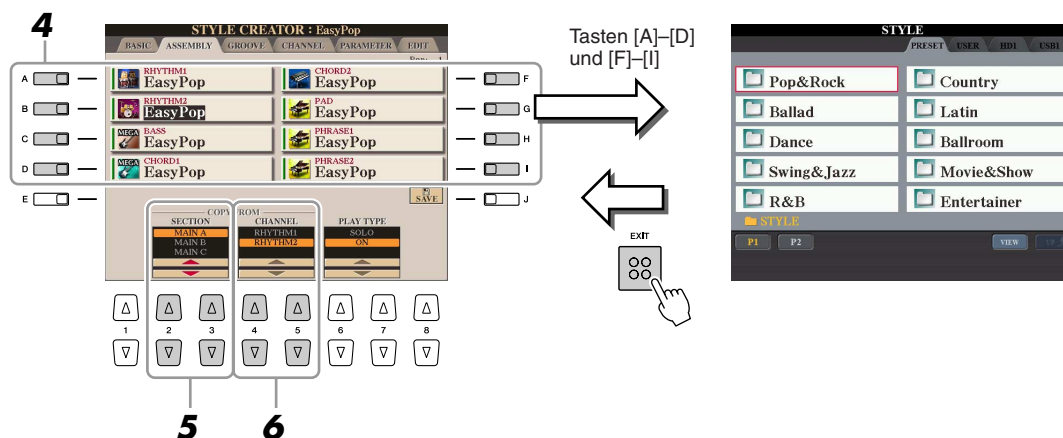 4
STYLE CREATOR : EasyPop
BASIC ASSEMBLY GROOVE CHANNEL PARAMETER EDIT
A
RHYTHM1
EasyPop
CHORD2
EasyPop
F
B
RHYTHM2
EasyPop
PAD
EasyPop
G
C
MEGA
BASS
EasyPop
PHRASE1
EasyPop
H
D
MEGA
CHORD1
EasyPop
PHRASE2
EasyPop
I
E
SAVE
J
COPY FROM
SECTION
CHANNEL
PLAY TYPE
MAIN A
MAIN B
MAIN C
RHYTHM1
RHYTHM2
SOLO
ON
1 2 3 4 5 6 7 8
5 6
Tasten [A]–[D]
und [F]–[I]
EXIT
STYLE
PRESET USER HD1 USB1
Pop&Rock
Country
Ballad
Latin
Dance
Ballroom
Swing&Jazz
Movie&Show
R&B
Entertainer
STYLE
P1 P2 VIEW